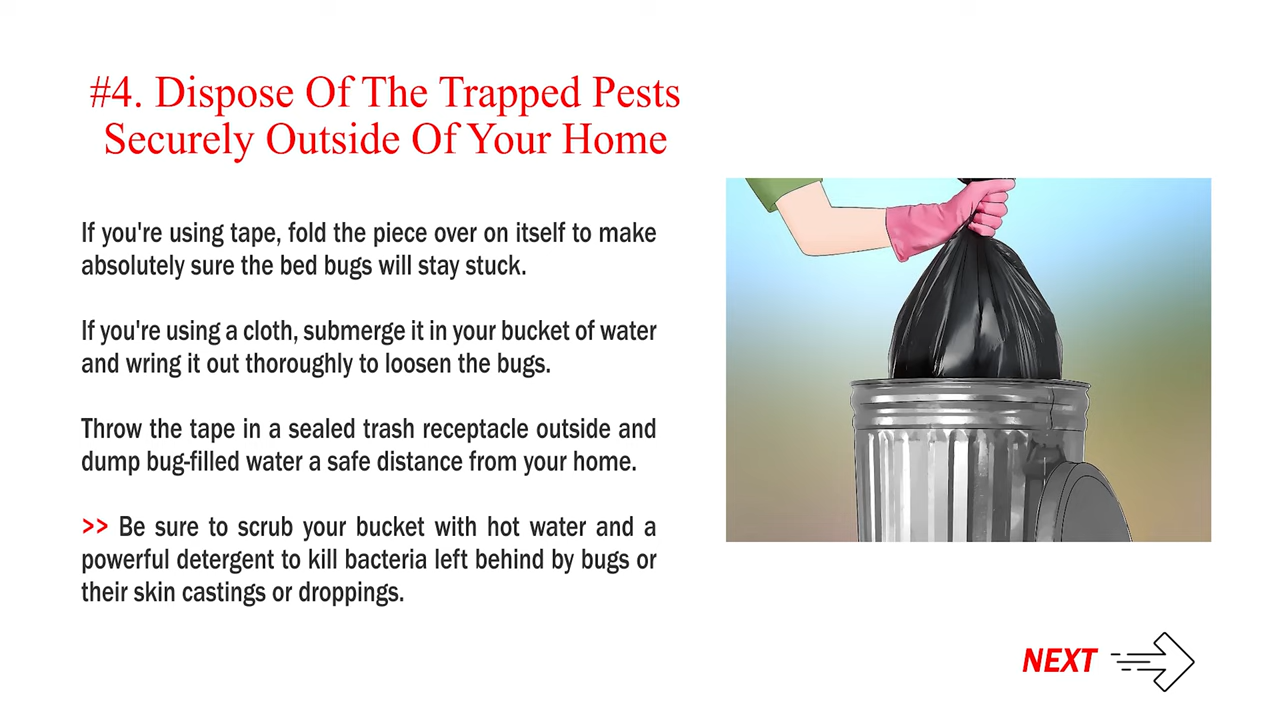 #4. Dispose Of The Trapped Pests
Securely Outside Of Your Home
If you're using tape, fold the piece over on itself to make
absolutely sure the bed bugs will stay stuck.
If you're using a cloth, submerge it in your bucket of water
and wring it out thoroughly to loosen the bugs.
Throw the tape in a sealed trash receptacle outside and
dump bug-filled water a safe distance from your home.
>> Be sure to scrub your bucket with hot water and a
powerful detergent to kill bacteria left behind by bugs or
their skin castings or droppings.
NEXT